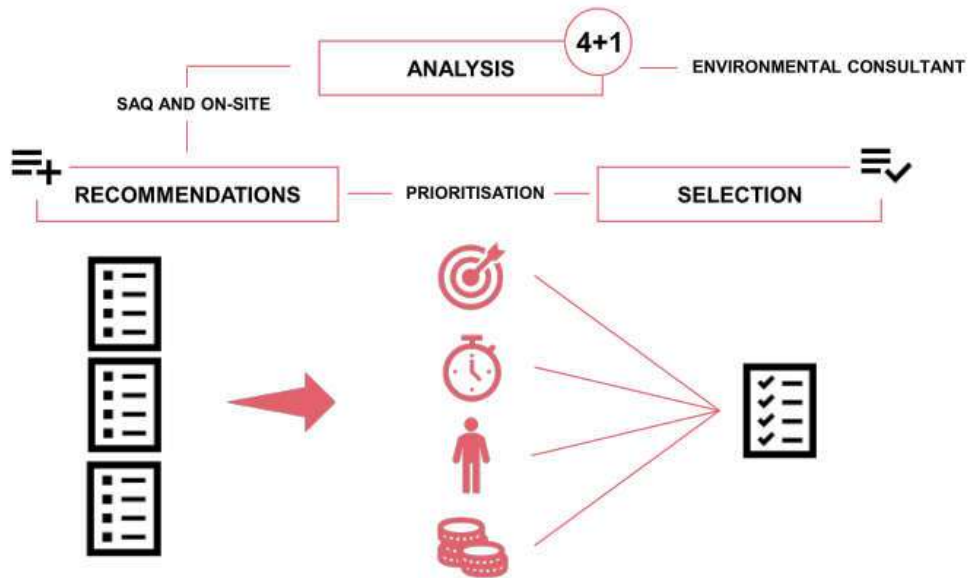 4+1
ANALYSIS
ENVIRONMENTAL CONSULTANT
SAQ AND ON-SITE
RECOMMENDATIONS
PRIORITISATION
SELECTION